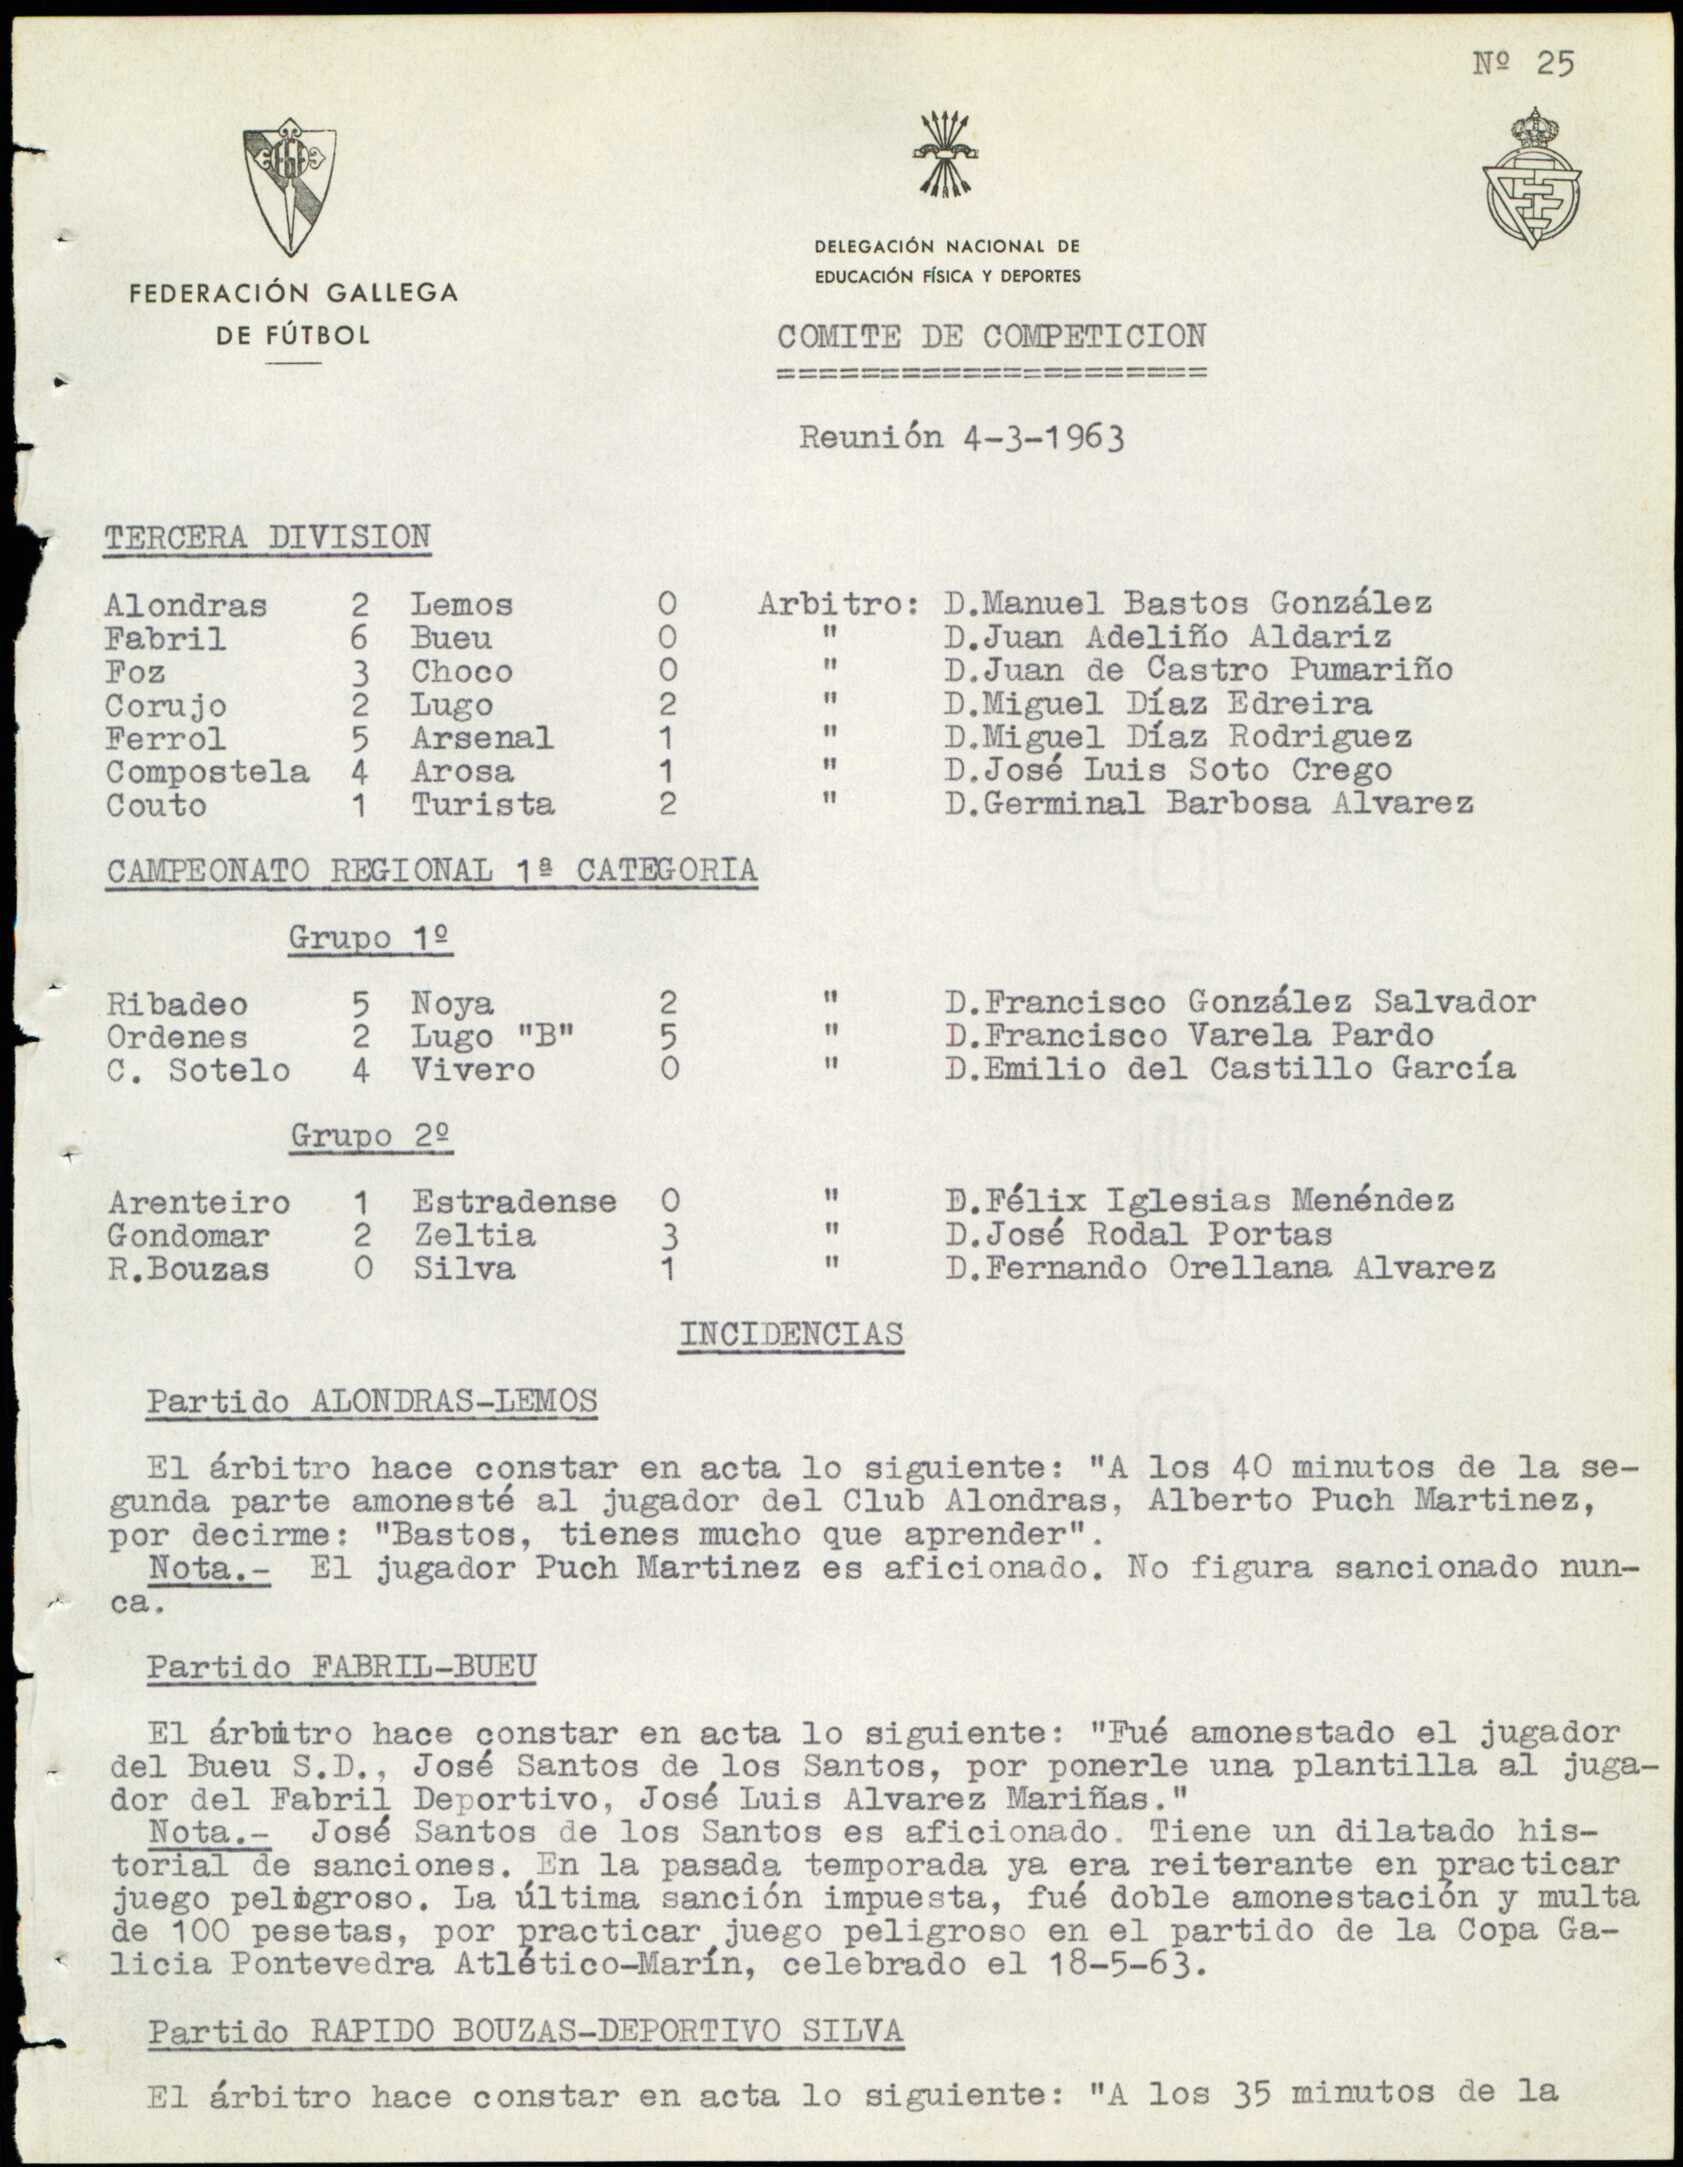 Nº 25
FEDERACIÓN GALLEGA
DE FÚTBOL
DELEGACIÓN NACIONAL DE
EDUCACIÓN FÍSICA Y DEPORTES
COMITE DE COMPETICION
=====================
Reunión 4-3-1963
TERCERA DIVISION
Alondras 2 Lemos 0 Arbitro: D.Manuel Bastos González
Fabril 6 Bueu 0 " D.Juan Adeliño Aldariz
Foz 3 Choco 0 " D.Juan de Castro Pumariño
Corujo 2 Lugo 2 " D.Miguel Díaz Edreira
Ferrol 5 Arsenal 1 " D.Miguel Díaz Rodriguez
Compostela 4 Arosa 1 " D.José Luis Soto Crego
Couto 1 Turista 2 " D.Germinal Barbosa Alvarez
CAMPEONATO REGIONAL 1ª CATEGORIA
Grupo 1º
Ribadeo 5 Noya 2 " D.Francisco González Salvador
Ordenes 2 Lugo "B" 5 " D.Francisco Varela Pardo
C. Sotelo 4 Vivero 0 " D.Emilio del Castillo García
Grupo 2º
Arenteiro 1 Estradense 0 " D.Félix Iglesias Menéndez
Gondomar 2 Zeltia 3 " D.José Rodal Portas
R.Bouzas 0 Silva 1 " D.Fernando Orellana Alvarez
INCIDENCIAS
Partido ALONDRAS-LEMOS
El árbitro hace constar en acta lo siguiente: "A los 40 minutos de la se-
gunda parte amonesté al jugador del Club Alondras, Alberto Puch Martinez,
por decirme: "Bastos, tienes mucho que aprender".
Nota.- El jugador Puch Martinez es aficionado. No figura sancionado nun-
ca.
Partido FABRIL-BUEU
El árbitro hace constar en acta lo siguiente: "Fué amonestado el jugador
del Bueu S.D., José Santos de los Santos, por ponerle una plantilla al juga-
dor del Fabril Deportivo, José Luis Alvarez Mariñas."
Nota.- José Santos de los Santos es aficionado. Tiene un dilatado his-
torial de sanciones. En la pasada temporada ya era reiterante en practicar
juego peligroso. La última sanción impuesta, fué doble amonestación y multa
de 100 pesetas, por practicar juego peligroso en el partido de la Copa Ga-
licia Pontevedra Atlético-Marín, celebrado el 18-5-63.
Partido RAPIDO BOUZAS-DEPORTIVO SILVA
El árbitro hace constar en acta lo siguiente: "A los 35 minutos de la